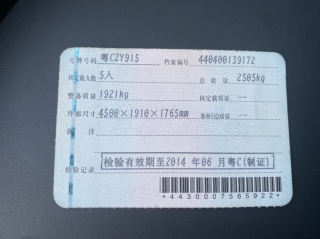 号牌号码 粤CZY915 档案编号 440400139172
核定载人数 5人 总质量 2505kg
整备质量 1921kg 核定载质量 --
外廓尺寸 4500×1910×1765mm 准牵引总质量 --
备注
检验记录 检验有效期至2014 年 06 月粤C(制证)
*4430007565922*